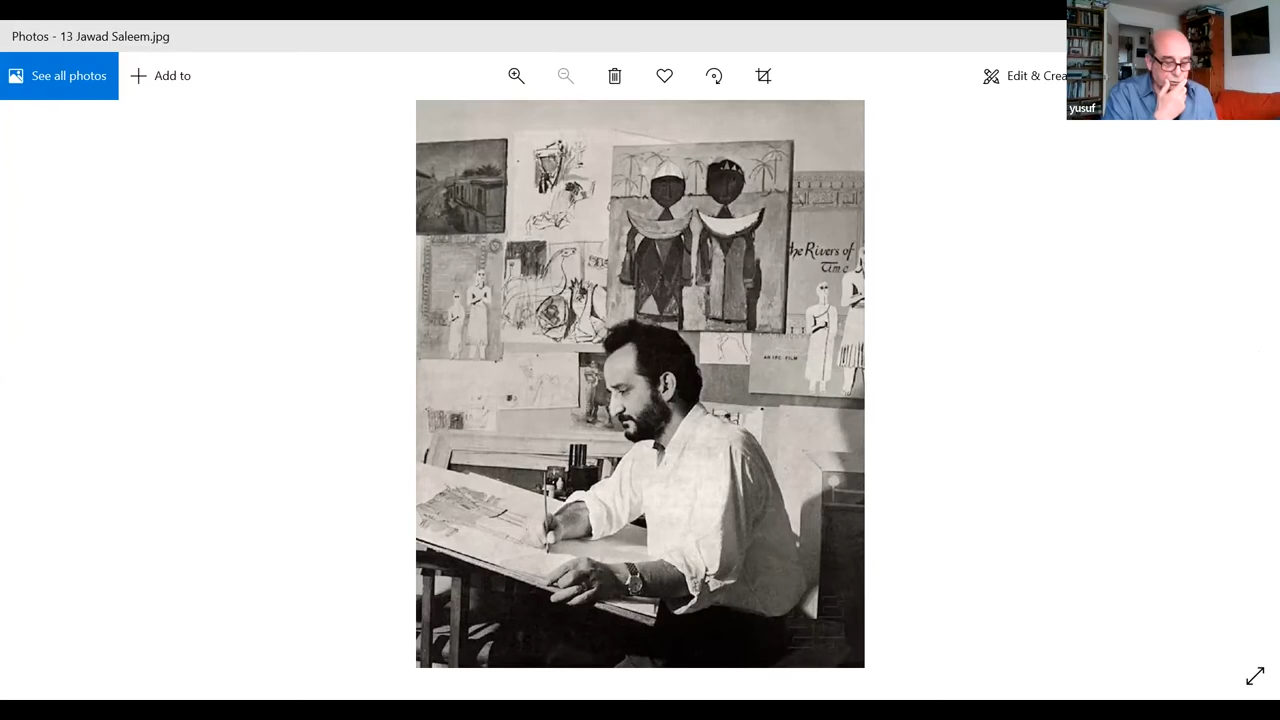 Photos - 13 Jawad Saleem.jpg
See all photos
Add to
Edit & Crea
yusuf
he Rivers of
Time
AN IPC FILM